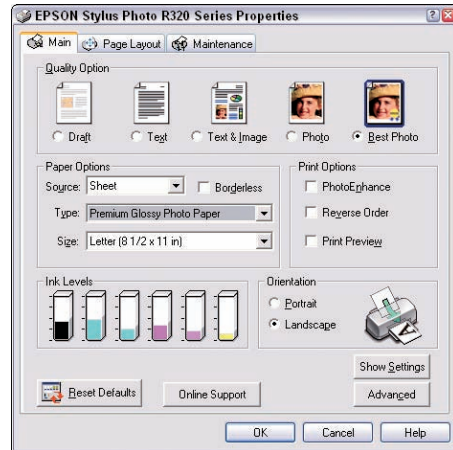 EPSON Stylus Photo R320 Series Properties
Main Page Layout Maintenance
Quality Option
Draft Text Text & Image Photo Best Photo
Paper Options
Source: Sheet Borderless
Type: Premium Glossy Photo Paper
Size: Letter (8 1/2 x 11 in)
Print Options
PhotoEnhance
Reverse Order
Print Preview
Ink Levels
Orientation
Portrait
Landscape
Show Settings
Reset Defaults Online Support Advanced
OK Cancel Help